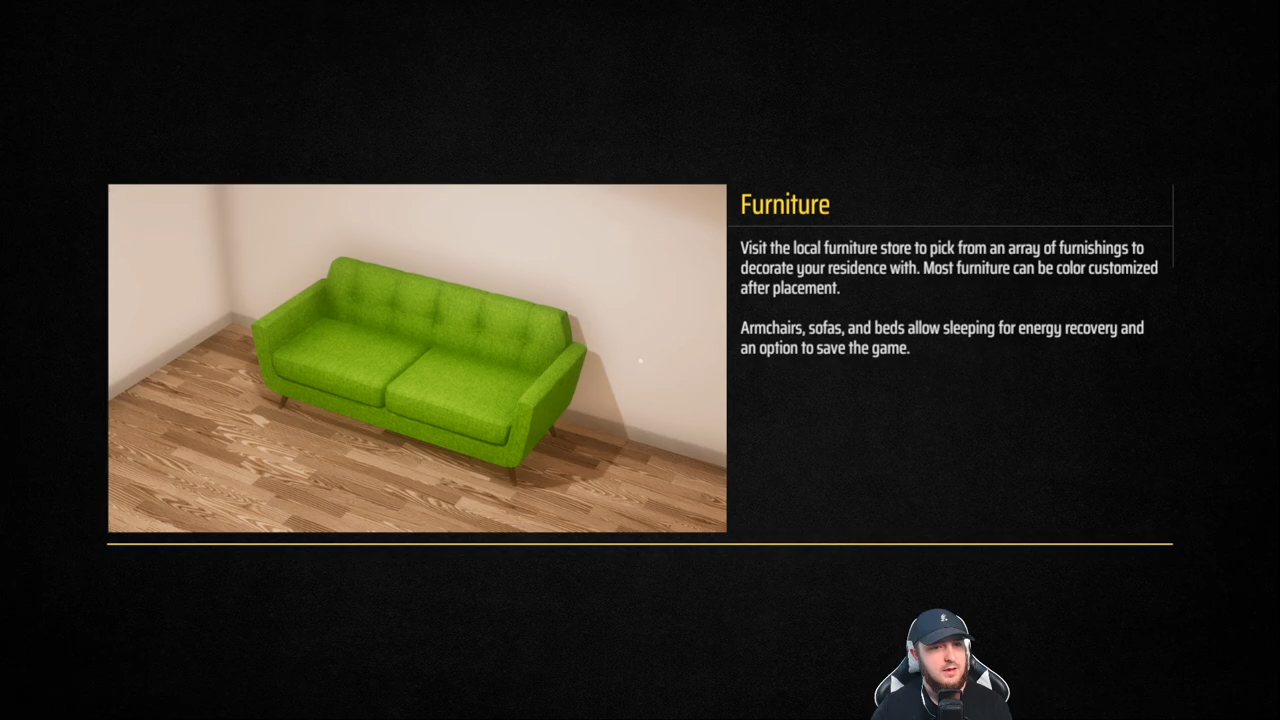 Furniture
Visit the local furniture store to pick from an array of furnishings to
decorate your residence with. Most furniture can be color customized
after placement.
Armchairs, sofas, and beds allow sleeping for energy recovery and
an option to save the game.